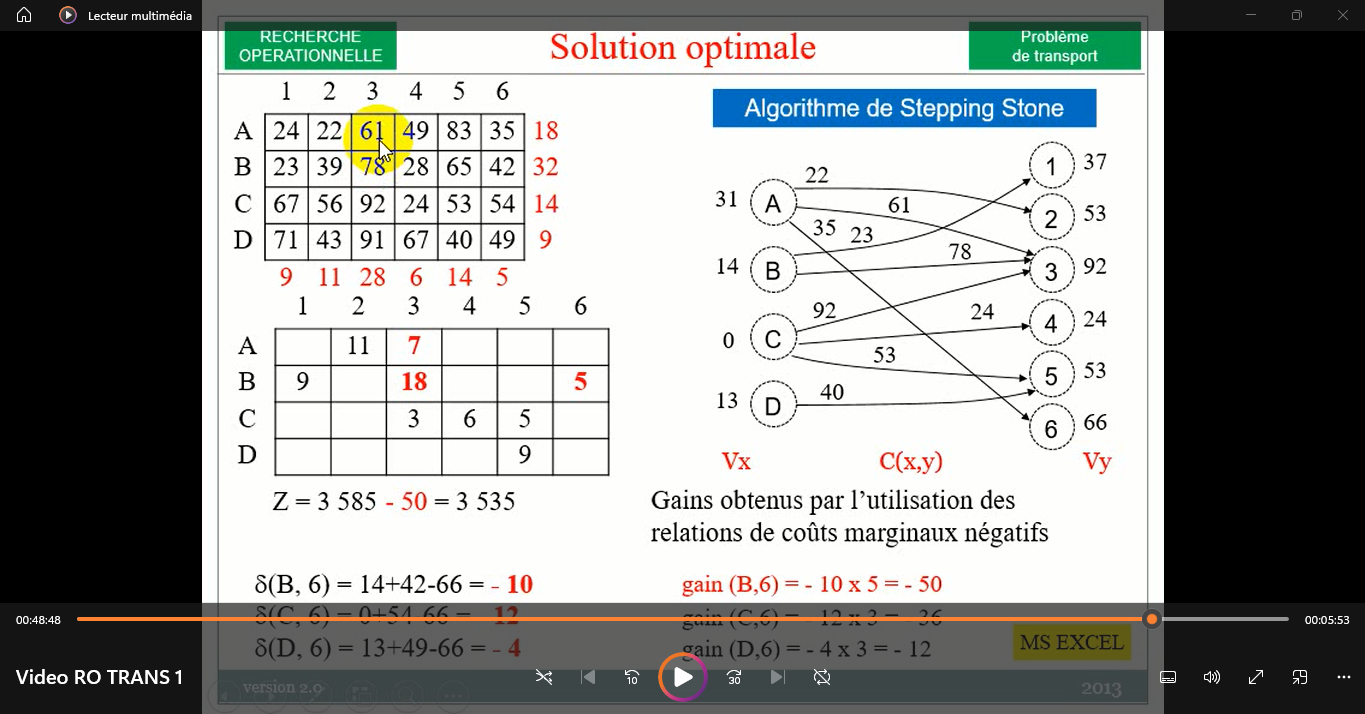 Lecteur multimédia
RECHERCHE
OPERATIONNELLE
Solution optimale
Problème
de transport
1 2 3 4 5 6
A 24 22 61 49 83 35 18
B 23 39 78 28 65 42 32
C 67 56 92 24 53 54 14
D 71 43 91 67 40 49 9
9 11 28 6 14 5
1 2 3 4 5 6
A 11 7
B 9 18 5
C 3 6 5
D 9
Z = 3 585 - 50 = 3 535
Algorithme de Stepping Stone
22
1 37
31 A
61
2 53
35 23
78
14 B
3 92
92
24
4 24
0 C
53
5 53
13 D
40
6 66
Vx C(x,y) Vy
Gains obtenus par l’utilisation des
relations de coûts marginaux négatifs
δ(B, 6) = 14+42-66 = - 10
gain (B,6) = - 10 x 5 = - 50
δ(C, 6) = 0+54-66 = - 12
gain (C,6) = - 12 x 3 = - 36
δ(D, 6) = 13+49-66 = - 4
gain (D,6) = - 4 x 3 = - 12
MS EXCEL
00:48:48
00:05:53
Video RO TRANS 1
10
30
version 2.0
2013